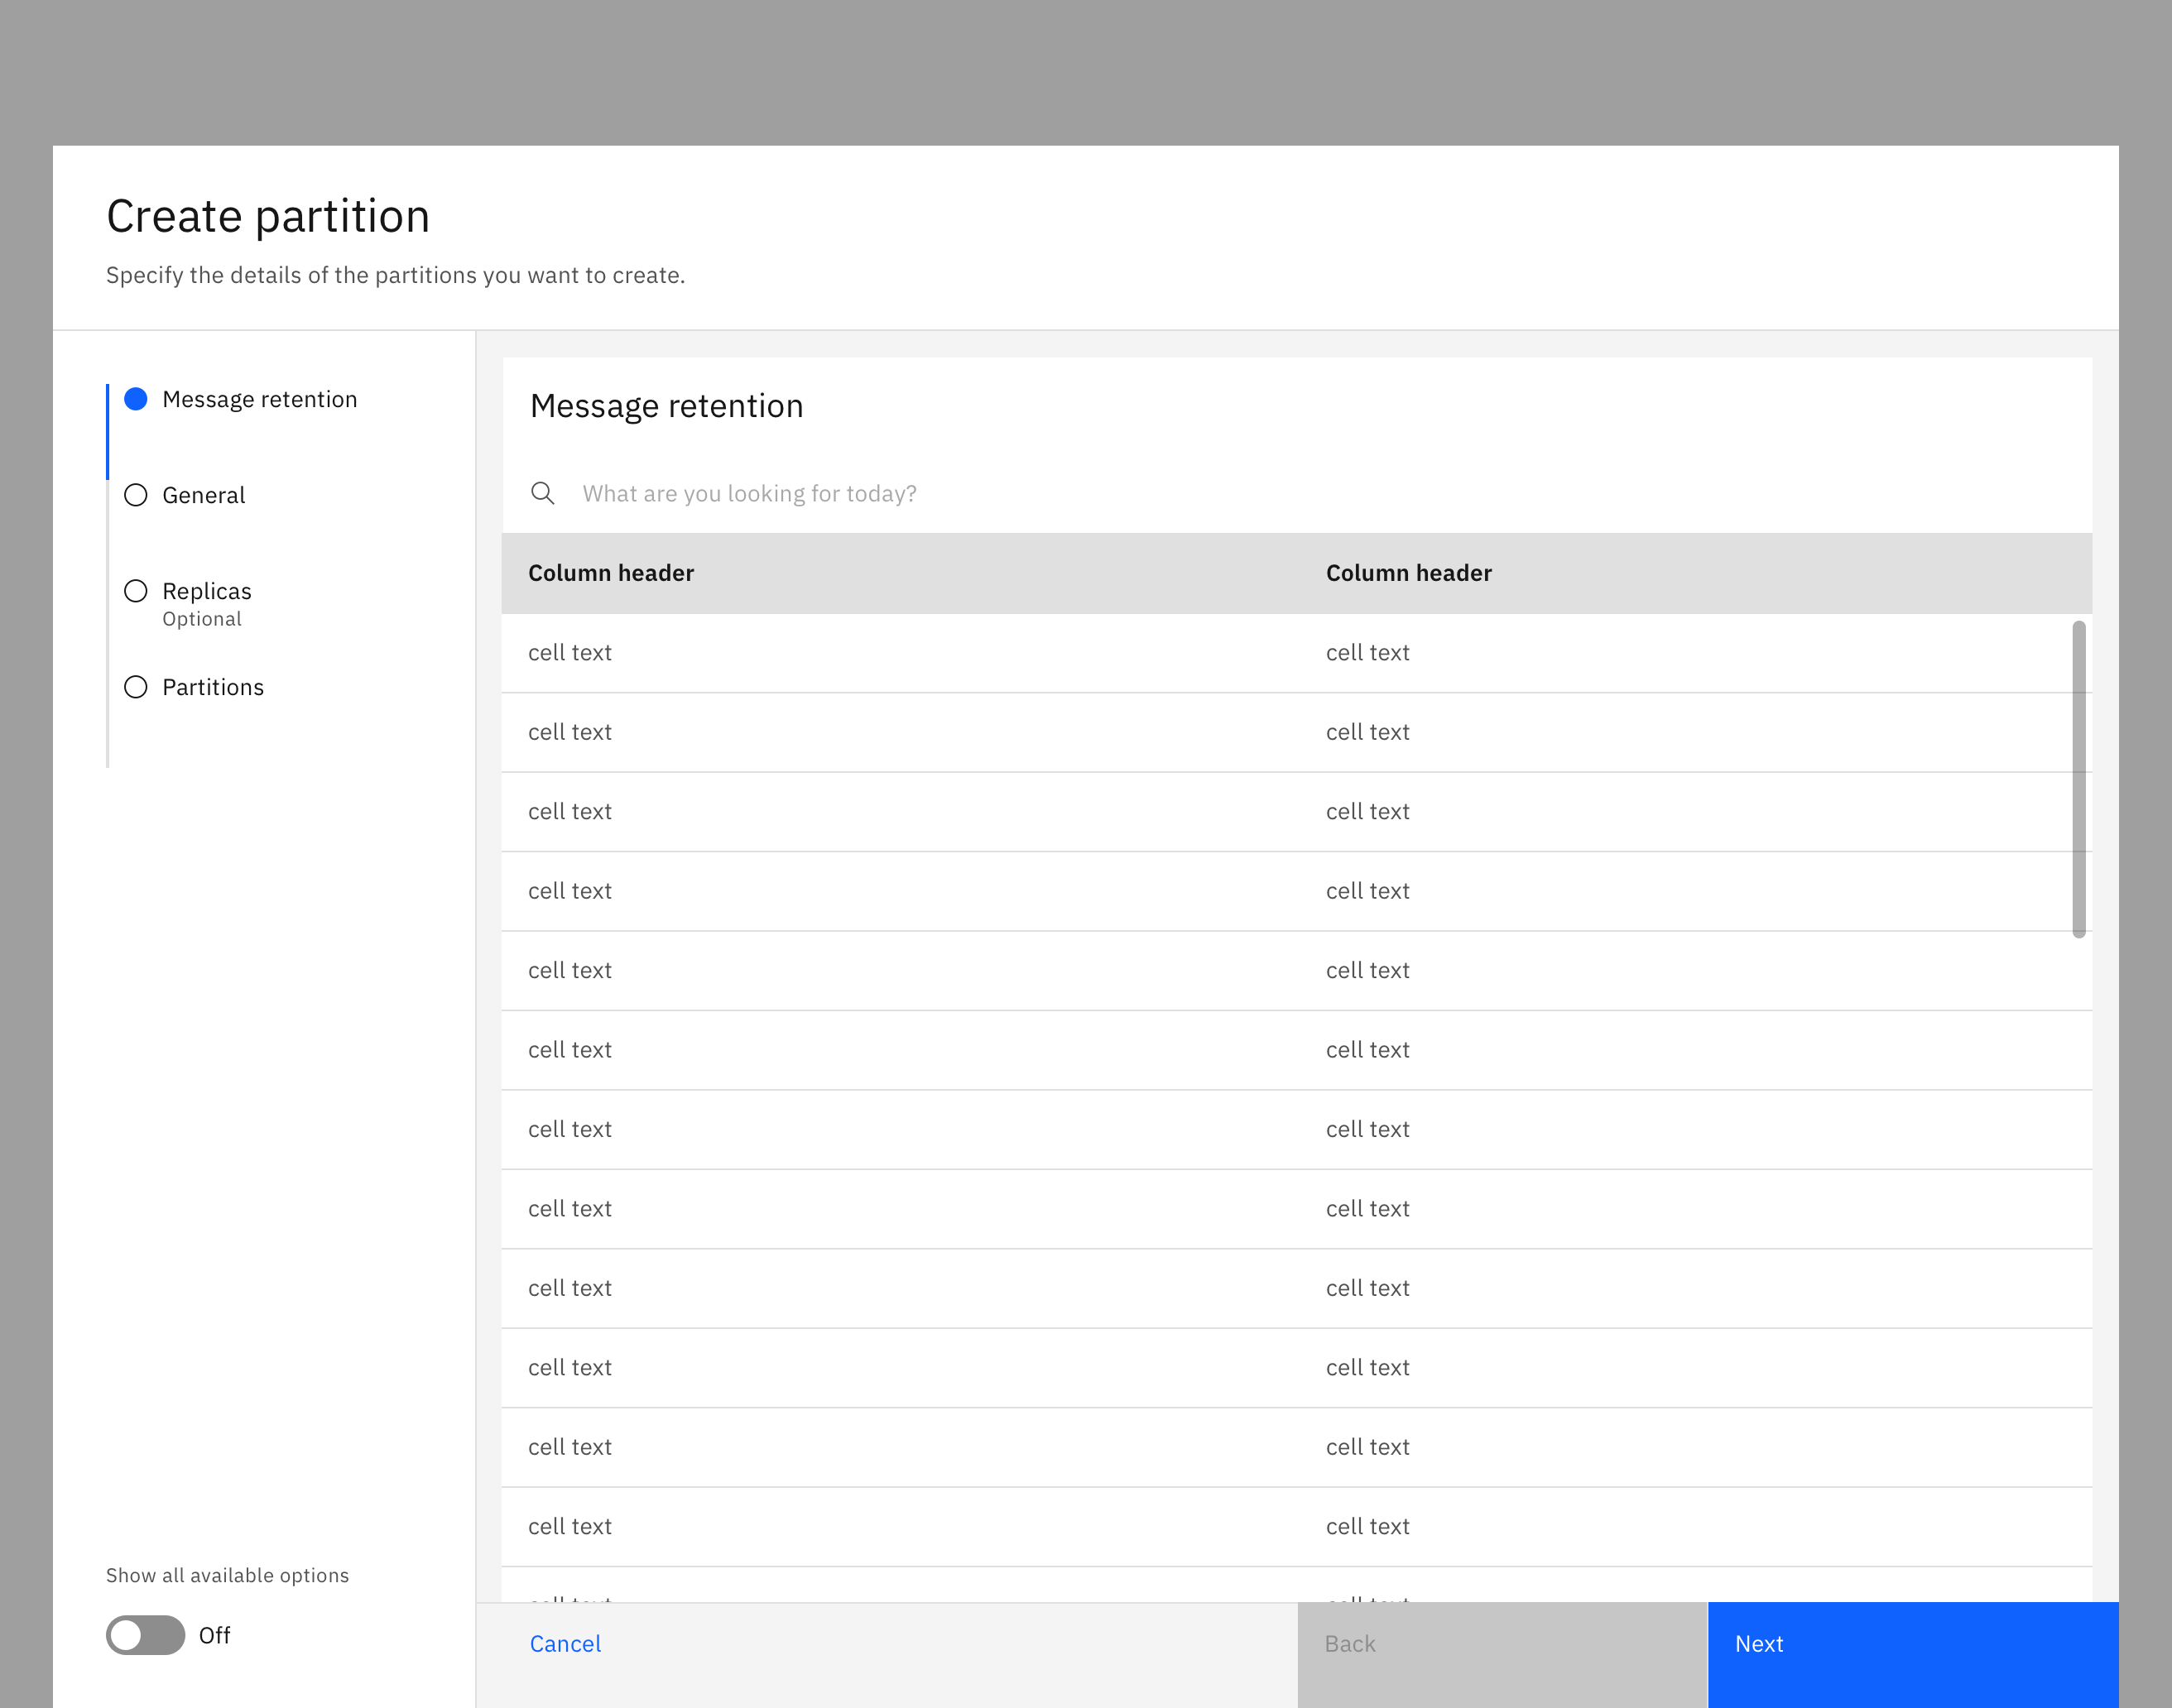 Create partition
Specify the details of the partitions you want to create.
Message retention
General
Replicas
Optional
Partitions
Show all available options
Off
Message retention
What are you looking for today?
Column header Column header
cell text cell text
cell text cell text
cell text cell text
cell text cell text
cell text cell text
cell text cell text
cell text cell text
cell text cell text
cell text cell text
cell text cell text
cell text cell text
cell text cell text
Cancel Back Next